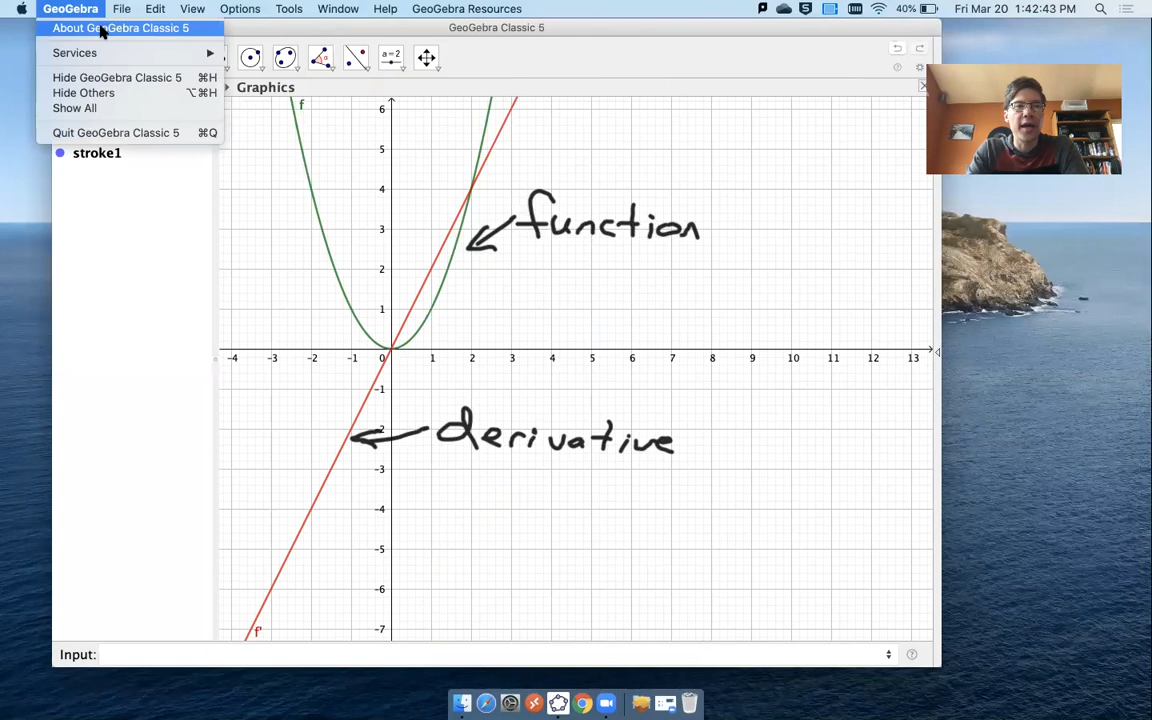 GeoGebra File Edit View Options Tools Window Help GeoGebra Resources 40% Fri Mar 20 1:42:43 PM
About GeoGebra Classic 5
GeoGebra Classic 5
Services
a=2
Hide GeoGebra Classic 5 ⌘H
Hide Others ⌥⌘H
Show All
Quit GeoGebra Classic 5 ⌘Q
Graphics
stroke1
f
6
5
4
3
2
1
function
-4 -3 -2 -1 0 1 2 3 4 5 6 7 8 9 10 11 12 13
-1
-2
derivative
-3
-4
-5
-6
-7
f'
Input: